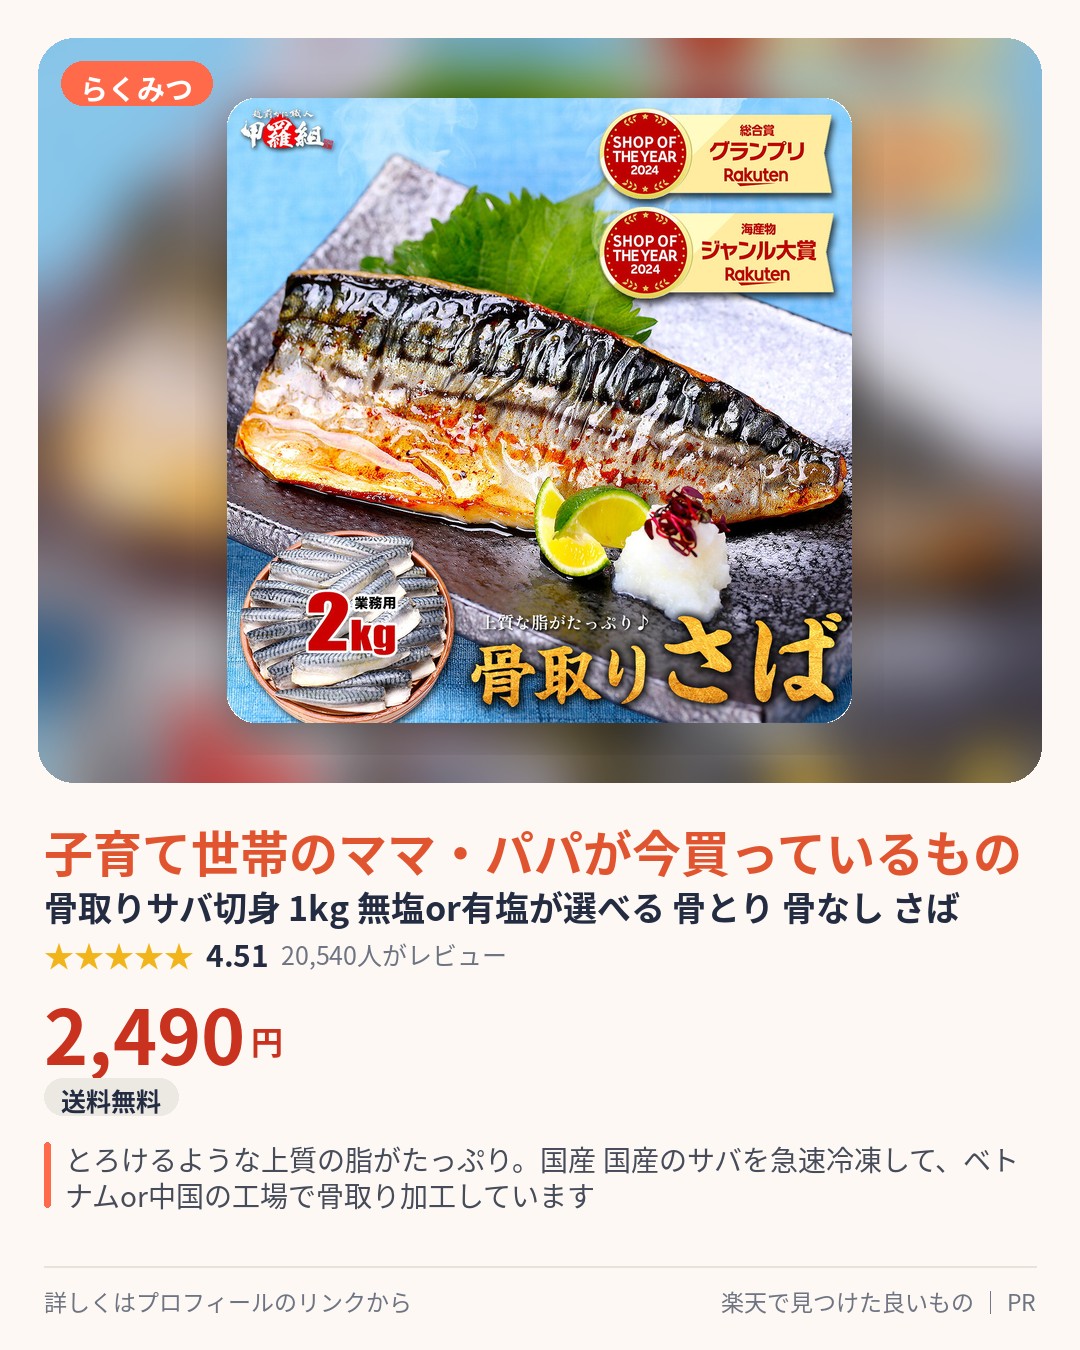 らくみつ
越前かに職人
甲羅組
SHOP OF
THE YEAR
2024
総合賞
グランプリ
Rakuten
SHOP OF
THE YEAR
2024
海産物
ジャンル大賞
Rakuten
業務用
2kg
上質な脂がたっぷり♪
骨取りさば
子育て世帯のママ・パパが今買っているもの
骨取りサバ切身 1kg 無塩or有塩が選べる 骨とり 骨なし さば
★★★★★ 4.51 20,540人がレビュー
2,490円
送料無料
とろけるような上質の脂がたっぷり。国産 国産のサバを急速冷凍して、ベト
ナムor中国の工場で骨取り加工しています
詳しくはプロフィールのリンクから
楽天で見つけた良いもの | PR